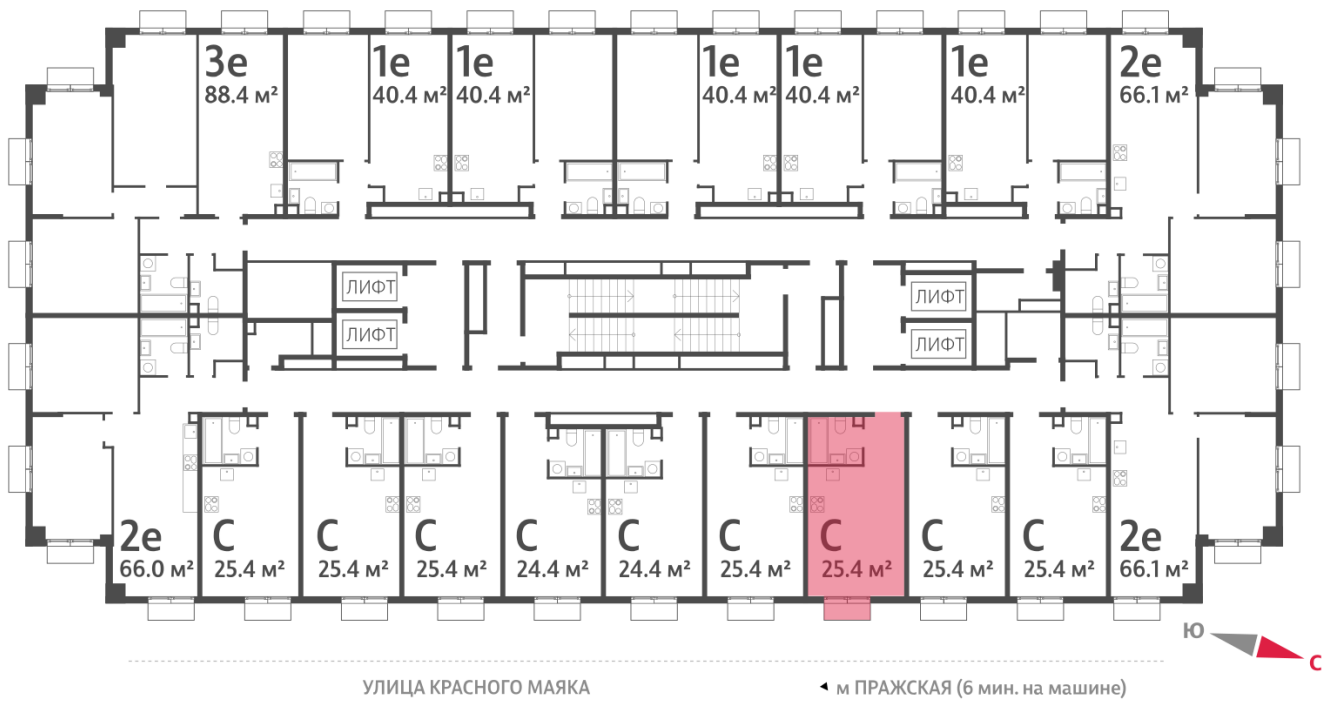 3е
88.4 м²
1е
40.4 м²
1е
40.4 м²
1е
40.4 м²
1е
40.4 м²
1е
40.4 м²
2е
66.1 м²
ЛИФТ
ЛИФТ
ЛИФТ
ЛИФТ
2е
66.0 м²
С
25.4 м²
С
25.4 м²
С
25.4 м²
С
24.4 м²
С
24.4 м²
С
25.4 м²
С
25.4 м²
С
25.4 м²
С
25.4 м²
2е
66.1 м²
Ю
С
УЛИЦА КРАСНОГО МАЯКА
м ПРАЖСКАЯ (6 мин. на машине)